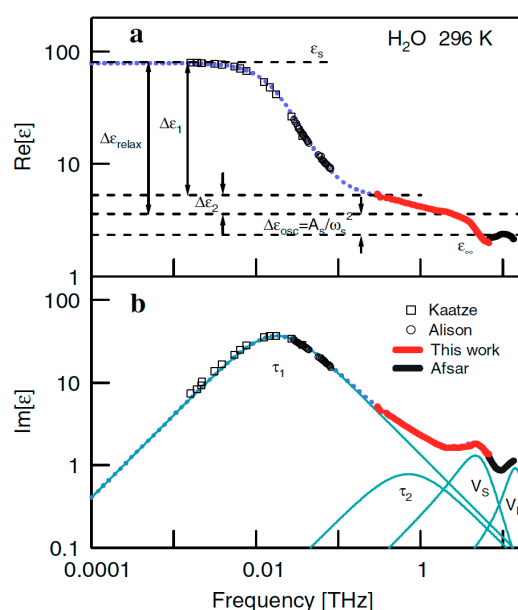 a
H₂O 296 K
εs
100
Δε1
Δεrelax
Re[ε]
10
Δε2
Δεosc=As/ωs²
ε∞
1
b
100
Kaatze
Alison
This work
Afsar
τ1
10
Im[ε]
1
τ2
VS
V
0.1
0.0001
0.01
1
Frequency [THz]